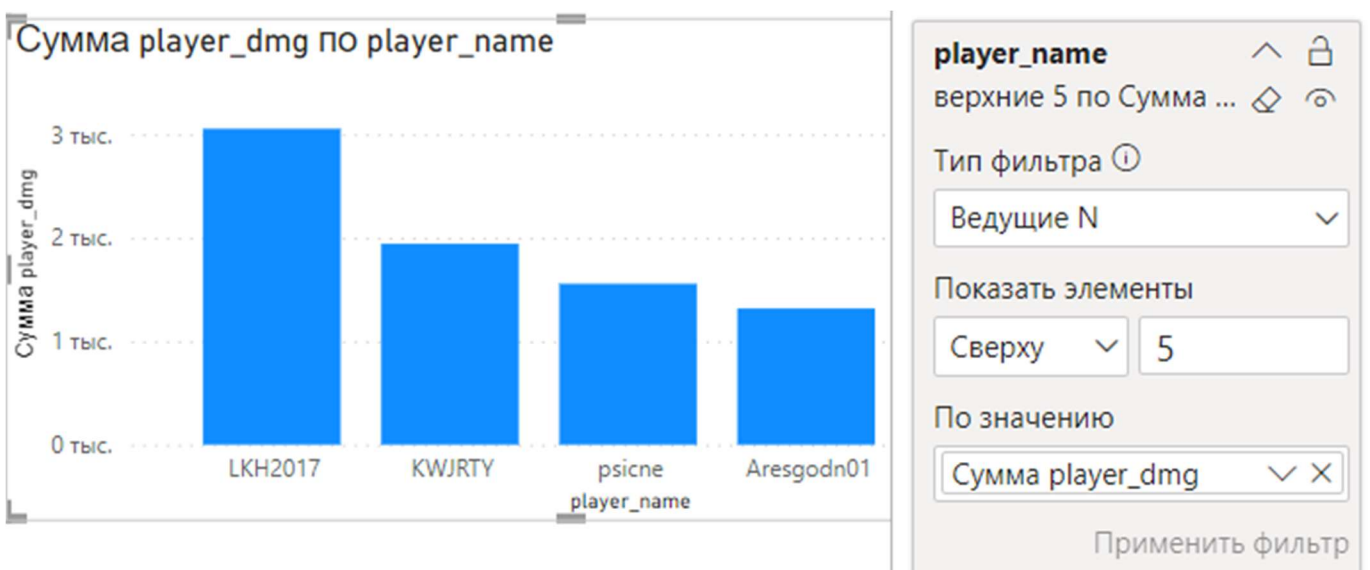 Сумма player_dmg по player_name
3 тыс.
2 тыс.
1 тыс.
0 тыс.
Сумма player_dmg
LKH2017 KWJRTY psicne Aresgodn01
player_name
player_name
верхние 5 по Сумма ...
Тип фильтра
Ведущие N
Показать элементы
Сверху 5
По значению
Сумма player_dmg
Применить фильтр